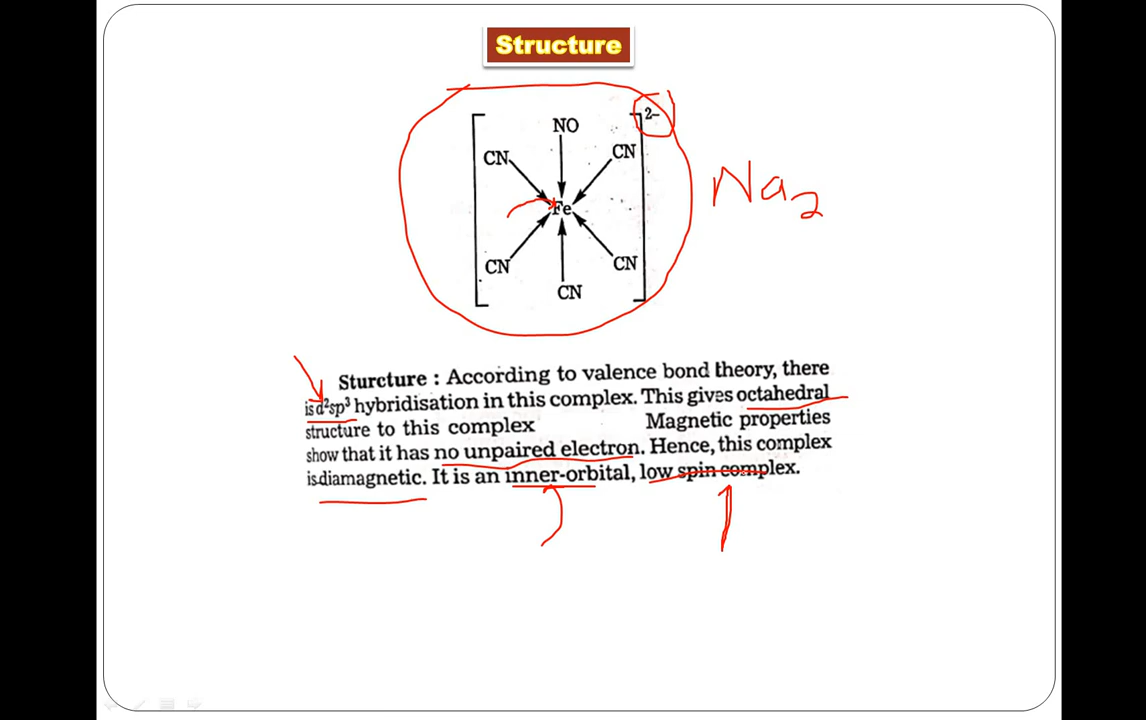 Structure
NO
2–
CN
CN
Na2
Fe
CN
CN
CN
Sturcture : According to valence bond theory, there
is d²sp³ hybridisation in this complex. This gives octahedral
structure to this complex Magnetic properties
show that it has no unpaired electron. Hence, this complex
is diamagnetic. It is an inner-orbital, low spin complex.